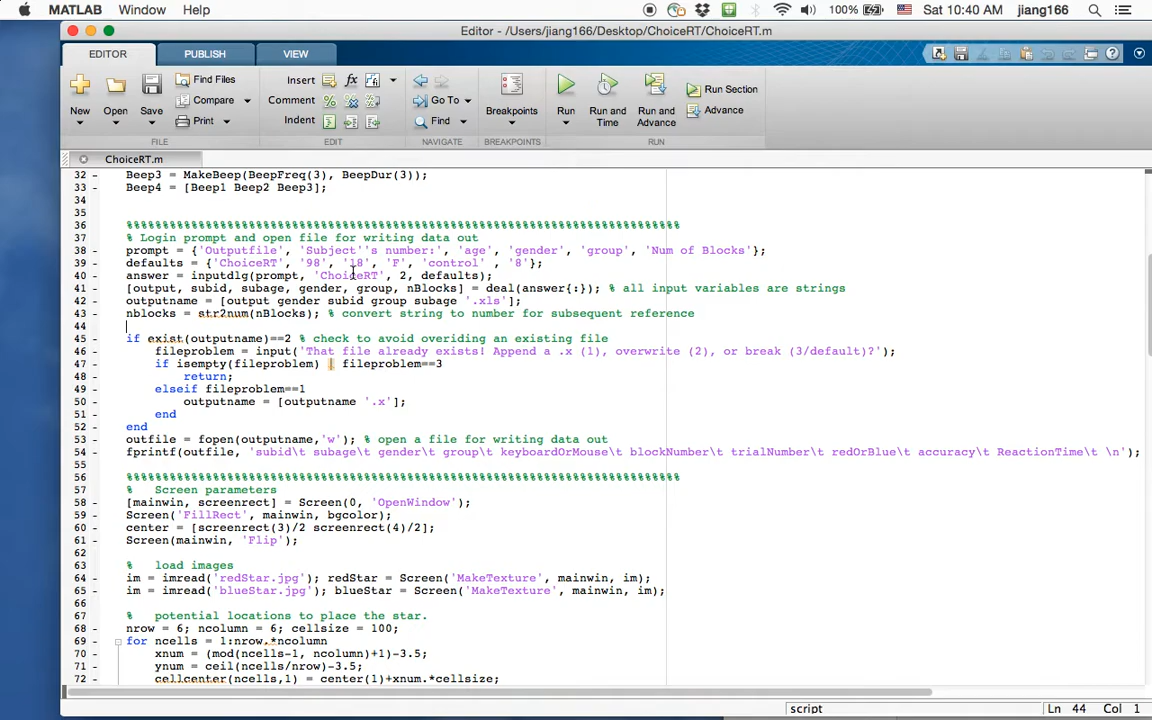 MATLAB Window Help 100% Sat 10:40 AM jiang166
Editor - /Users/jiang166/Desktop/ChoiceRT/ChoiceRT.m
EDITOR PUBLISH VIEW
New Open Save Find Files Compare Print
Insert fx
Comment %
Indent
Go To Find
Breakpoints
Run Run and Time Run and Advance Run Section Advance
FILE EDIT NAVIGATE BREAKPOINTS RUN
ChoiceRT.m
32 - Beep3 = MakeBeep(BeepFreq(3), BeepDur(3));
33 - Beep4 = [Beep1 Beep2 Beep3];
34
35
36 %%%%%%%%%%%%%%%%%%%%%%%%%%%%%%%%%%%%%%%%%%%%%%%%%%%%%%%%%%%%%%%%%%%%%%%%%%%%%%%
37 % Login prompt and open file for writing data out
38 - prompt = {'Outputfile', 'Subject''s number:', 'age', 'gender', 'group', 'Num of Blocks'};
39 - defaults = {'ChoiceRT', '98', '18', 'F', 'control' , '8'};
40 - answer = inputdlg(prompt, 'ChoiceRT', 2, defaults);
41 - [output, subid, subage, gender, group, nBlocks] = deal(answer{:}); % all input variables are strings
42 - outputname = [output gender subid group subage '.xls'];
43 - nblocks = str2num(nBlocks); % convert string to number for subsequent reference
44
45 - if exist(outputname)==2 % check to avoid overiding an existing file
46 - fileproblem = input('That file already exists! Append a .x (1), overwrite (2), or break (3/default)?');
47 - if isempty(fileproblem) | fileproblem==3
48 - return;
49 - elseif fileproblem==1
50 - outputname = [outputname '.x'];
51 - end
52 - end
53 - outfile = fopen(outputname,'w'); % open a file for writing data out
54 - fprintf(outfile, 'subid\t subage\t gender\t group\t keyboardOrMouse\t blockNumber\t trialNumber\t redOrBlue\t accuracy\t ReactionTime\t \n');
55
56 %%%%%%%%%%%%%%%%%%%%%%%%%%%%%%%%%%%%%%%%%%%%%%%%%%%%%%%%%%%%%%%%%%%%%%%%%%%%%%%
57 % Screen parameters
58 - [mainwin, screenrect] = Screen(0, 'OpenWindow');
59 - Screen('FillRect', mainwin, bgcolor);
60 - center = [screenrect(3)/2 screenrect(4)/2];
61 - Screen(mainwin, 'Flip');
62
63 % load images
64 - im = imread('redStar.jpg'); redStar = Screen('MakeTexture', mainwin, im);
65 - im = imread('blueStar.jpg'); blueStar = Screen('MakeTexture', mainwin, im);
66
67 % potential locations to place the star.
68 - nrow = 6; ncolumn = 6; cellsize = 100;
69 - for ncells = 1:nrow.*ncolumn
70 - xnum = (mod(ncells-1, ncolumn)+1)-3.5;
71 - ynum = ceil(ncells/nrow)-3.5;
72 - cellcenter(ncells,1) = center(1)+xnum.*cellsize;
script Ln 44 Col 1